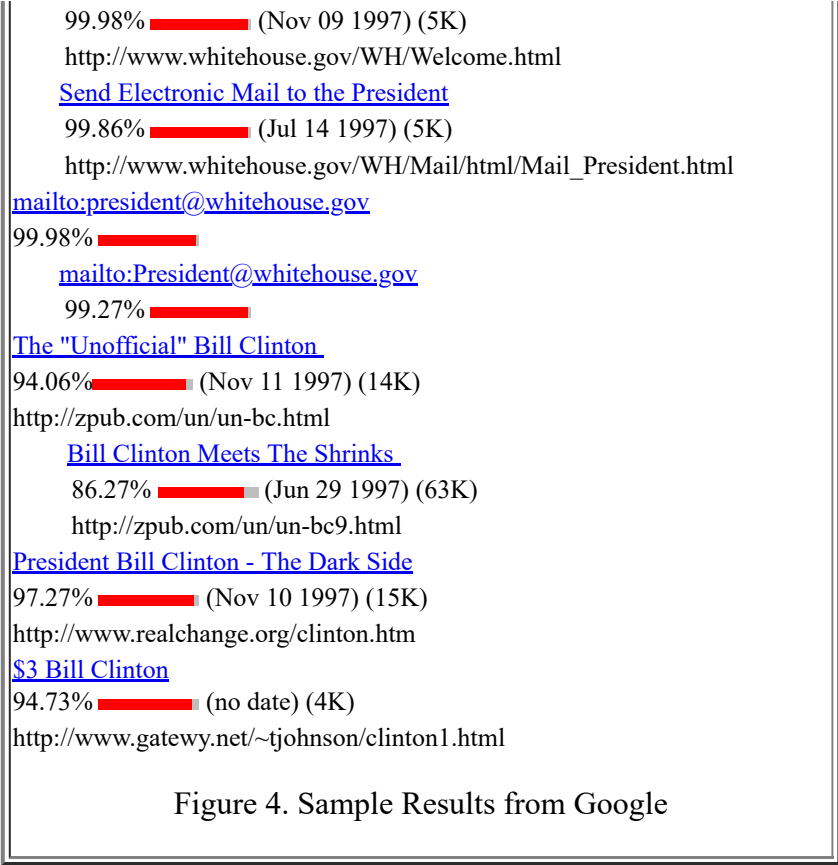 99.98% (Nov 09 1997) (5K)
http://www.whitehouse.gov/WH/Welcome.html
Send Electronic Mail to the President
99.86% (Jul 14 1997) (5K)
http://www.whitehouse.gov/WH/Mail/html/Mail_President.html
mailto:president@whitehouse.gov
99.98%
mailto:President@whitehouse.gov
99.27%
The "Unofficial" Bill Clinton
94.06% (Nov 11 1997) (14K)
http://zpub.com/un/un-bc.html
Bill Clinton Meets The Shrinks
86.27% (Jun 29 1997) (63K)
http://zpub.com/un/un-bc9.html
President Bill Clinton - The Dark Side
97.27% (Nov 10 1997) (15K)
http://www.realchange.org/clinton.htm
$3 Bill Clinton
94.73% (no date) (4K)
http://www.gatewy.net/~tjohnson/clinton1.html
Figure 4. Sample Results from Google